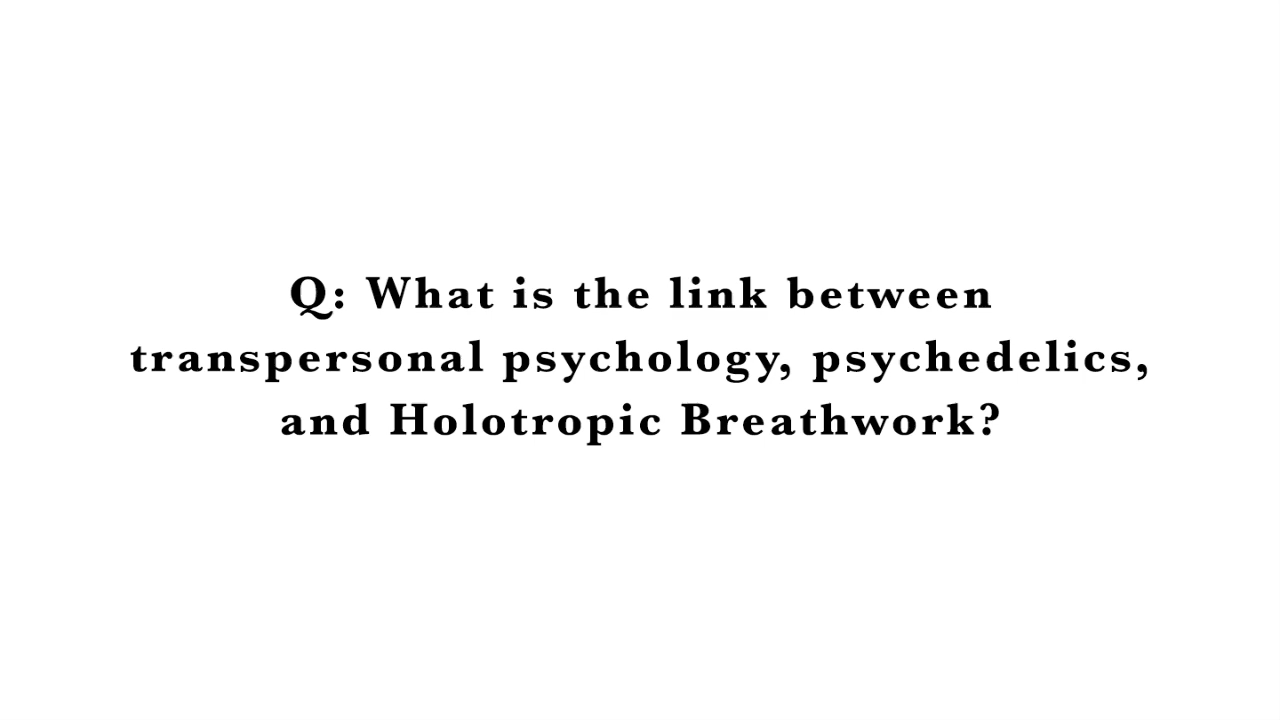 Q: What is the link between
transpersonal psychology, psychedelics,
and Holotropic Breathwork?